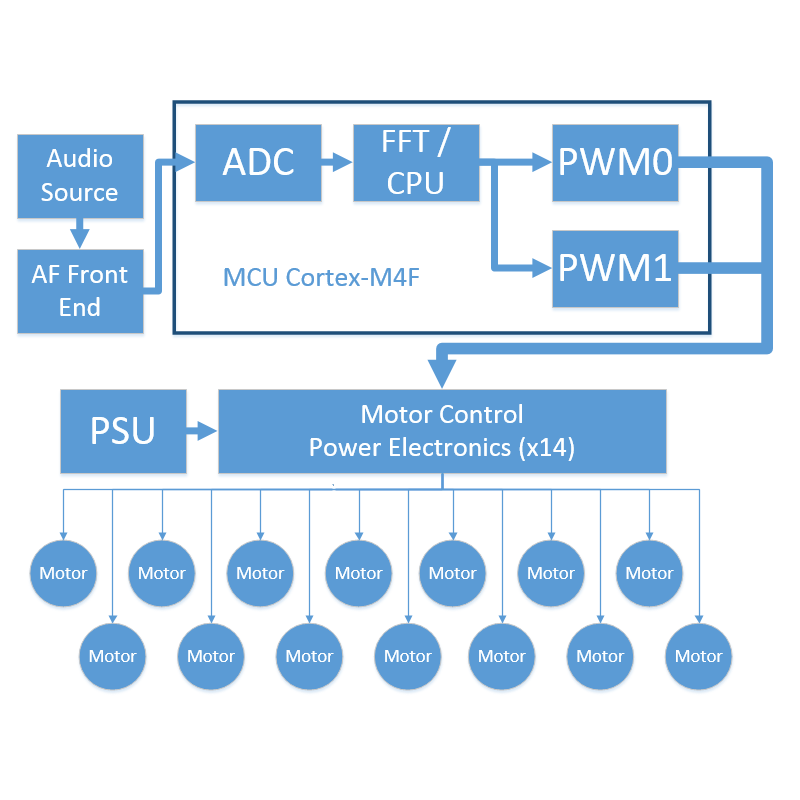 Audio
Source
ADC
FFT /
CPU
PWM0
AF Front
End
MCU Cortex-M4F
PWM1
PSU
Motor Control
Power Electronics (x14)
Motor
Motor
Motor
Motor
Motor
Motor
Motor
Motor
Motor
Motor
Motor
Motor
Motor
Motor